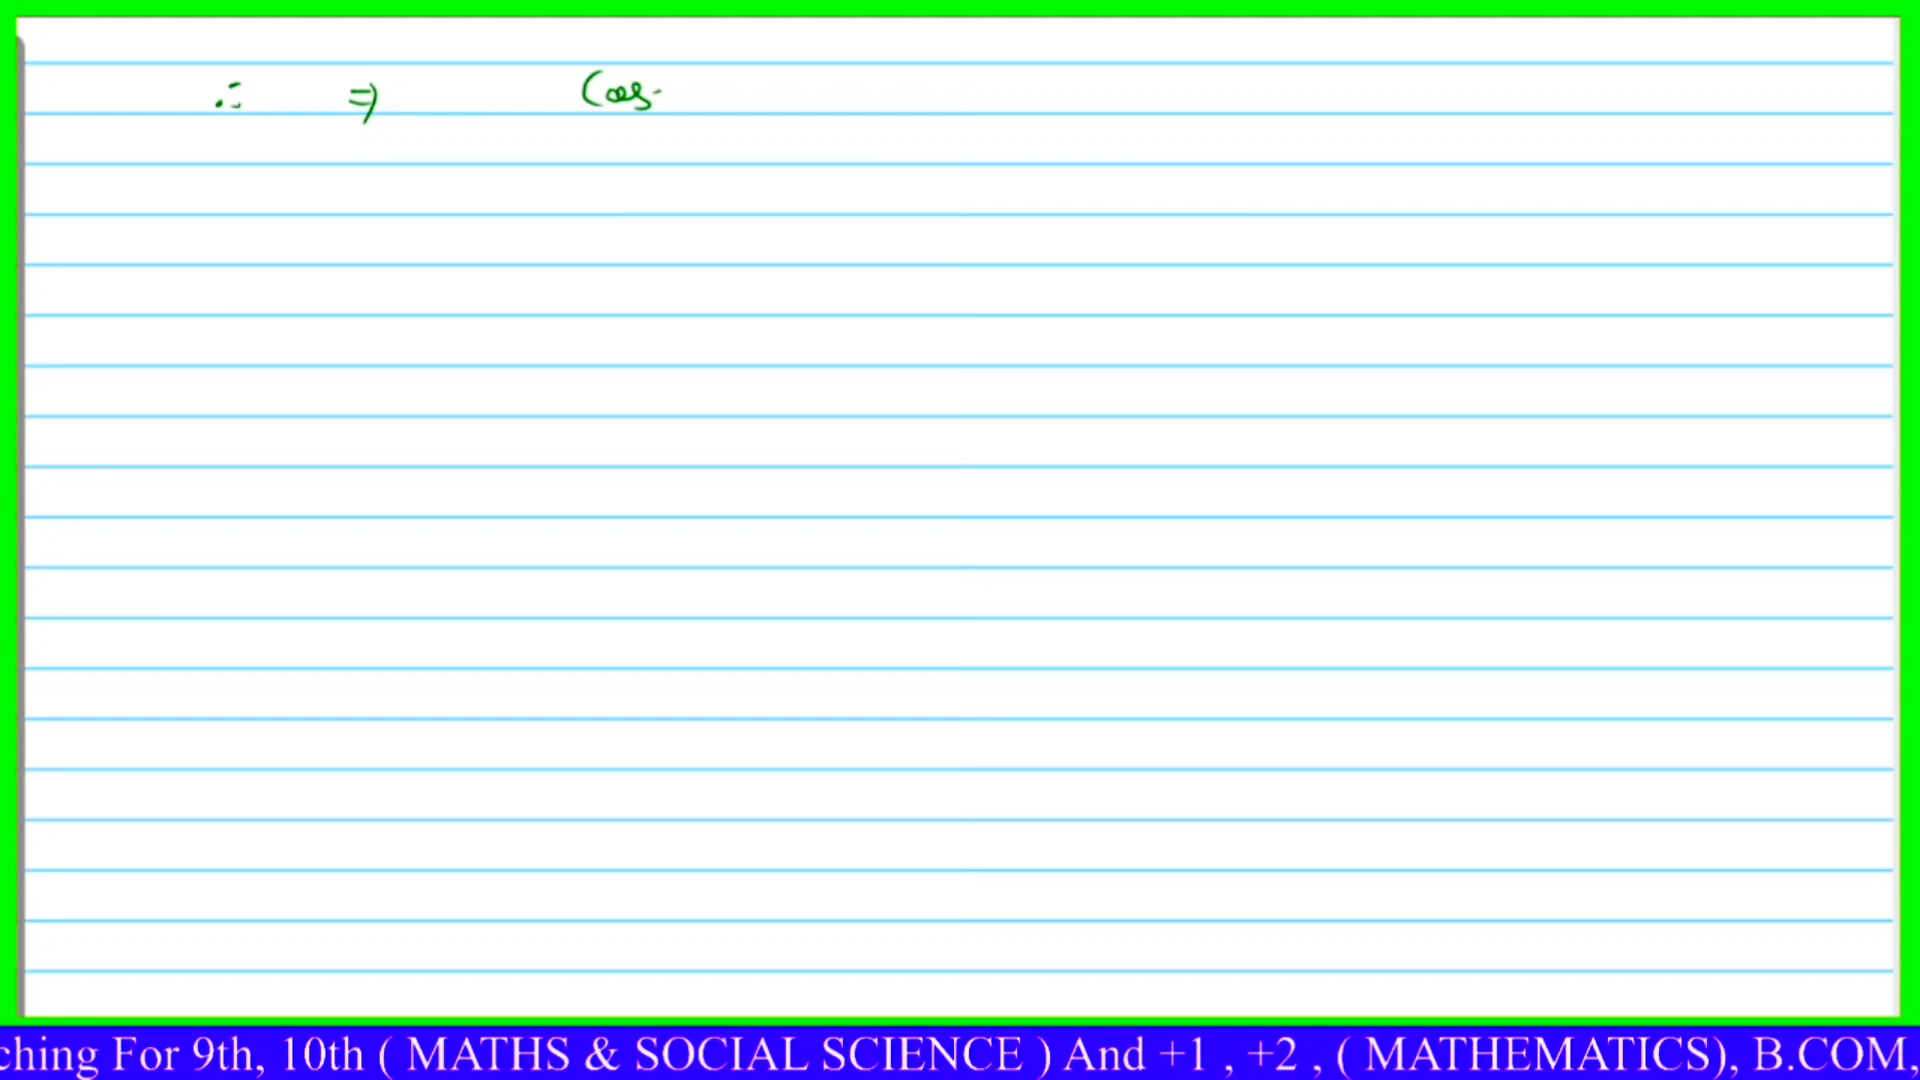 ∴ ⇒ Cos
ching For 9th, 10th ( MATHS & SOCIAL SCIENCE ) And +1 , +2 , ( MATHEMATICS), B.COM,